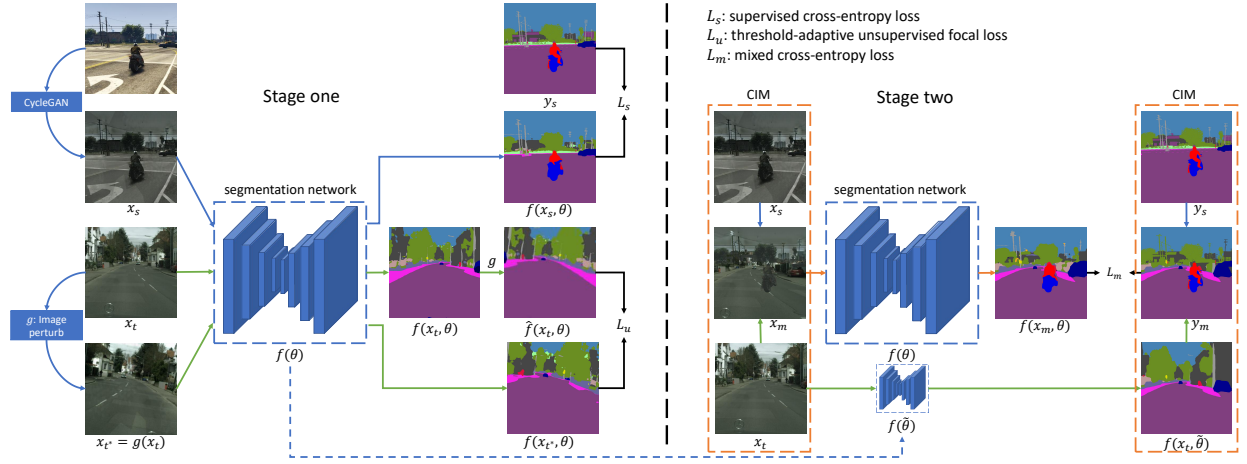 CycleGAN
x_s
g: Image
perturb
x_t
x_{t*} = g(x_t)
Stage one
segmentation network
f(θ)
y_s
L_s
f(x_s, θ)
g
f(x_t, θ)
f̂(x_t, θ)
L_u
f(x_{t*}, θ)
L_s: supervised cross-entropy loss
L_u: threshold-adaptive unsupervised focal loss
L_m: mixed cross-entropy loss
CIM
Stage two
CIM
x_s
segmentation network
y_s
x_m
f(θ)
f(x_m, θ)
L_m
y_m
x_t
f(θ̃)
f(x_t, θ̃)